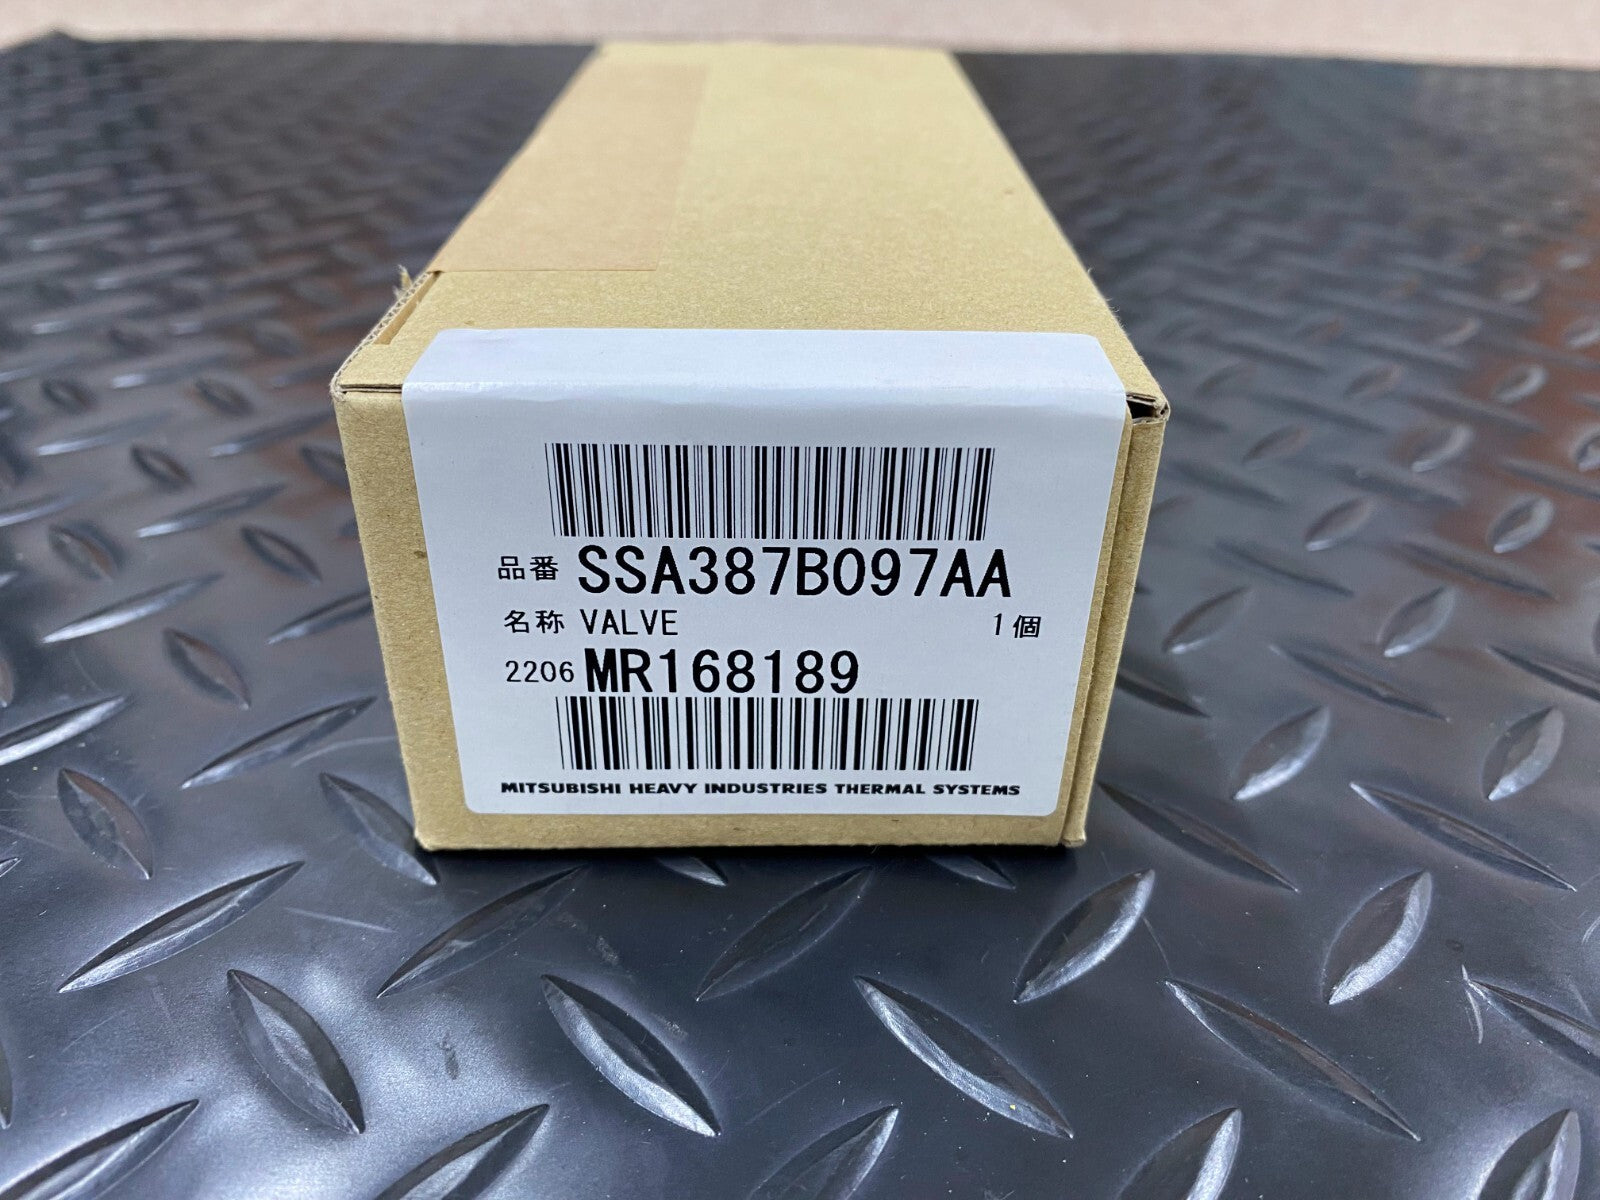 品番 SSA387B097AA
名称 VALVE 1個
2206 MR168189
MITSUBISHI HEAVY INDUSTRIES THERMAL SYSTEMS